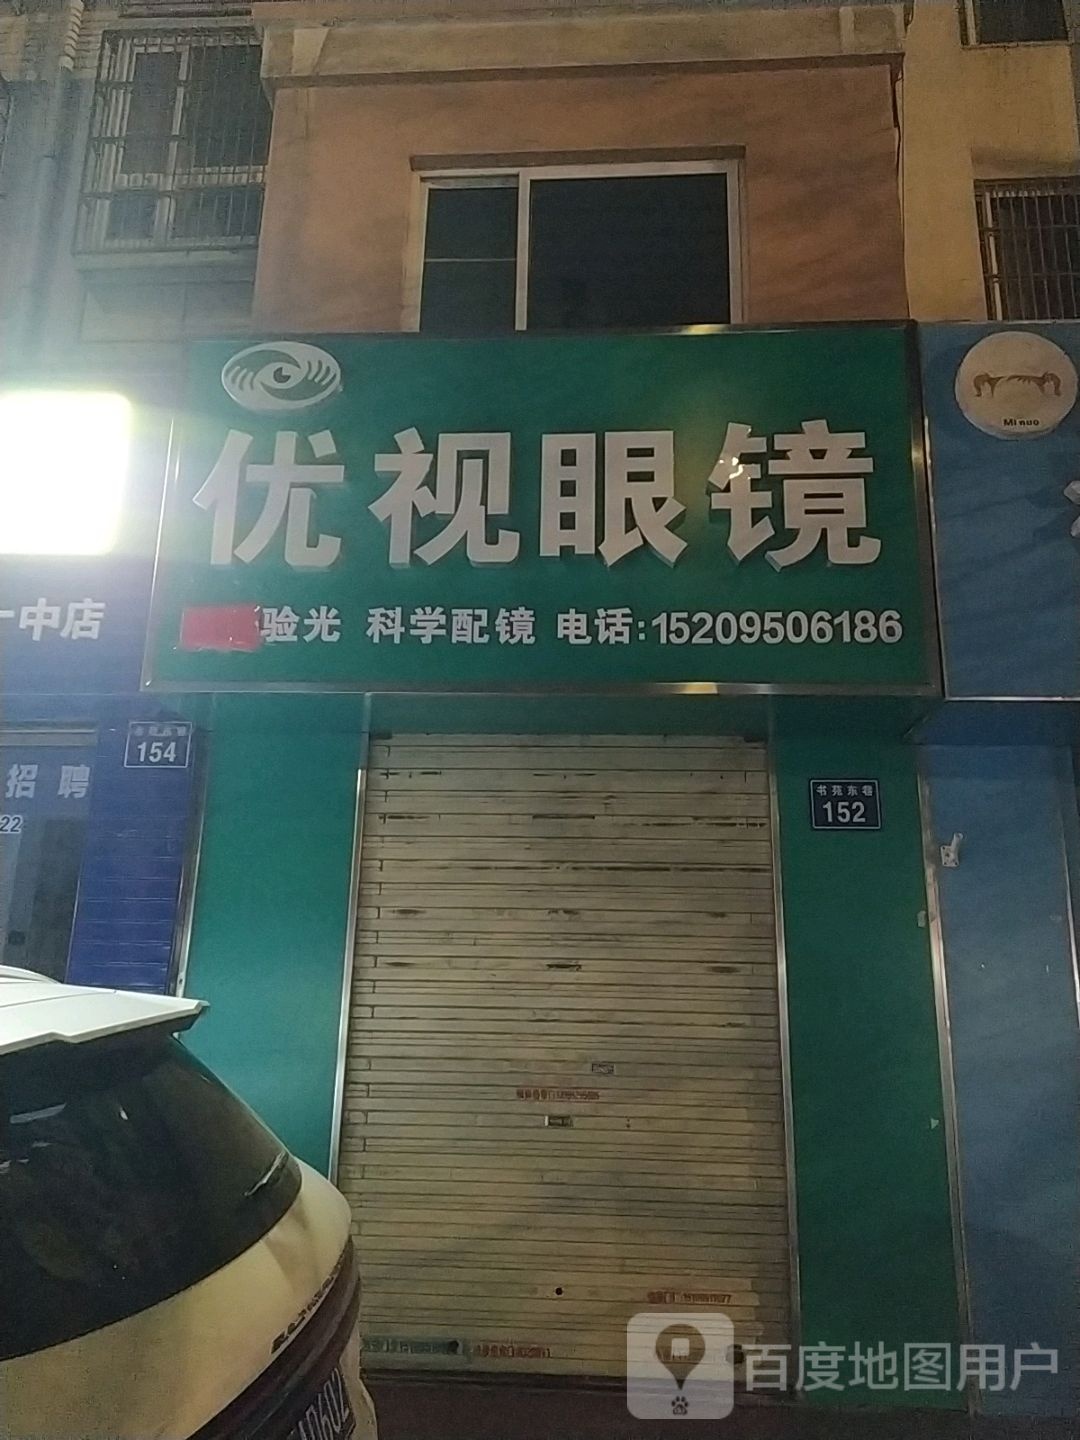 优视眼镜
验光 科学配镜 电话:15209506186
Mi nuo
中店
154
招聘
22
书苑东巷
152
百度地图用户